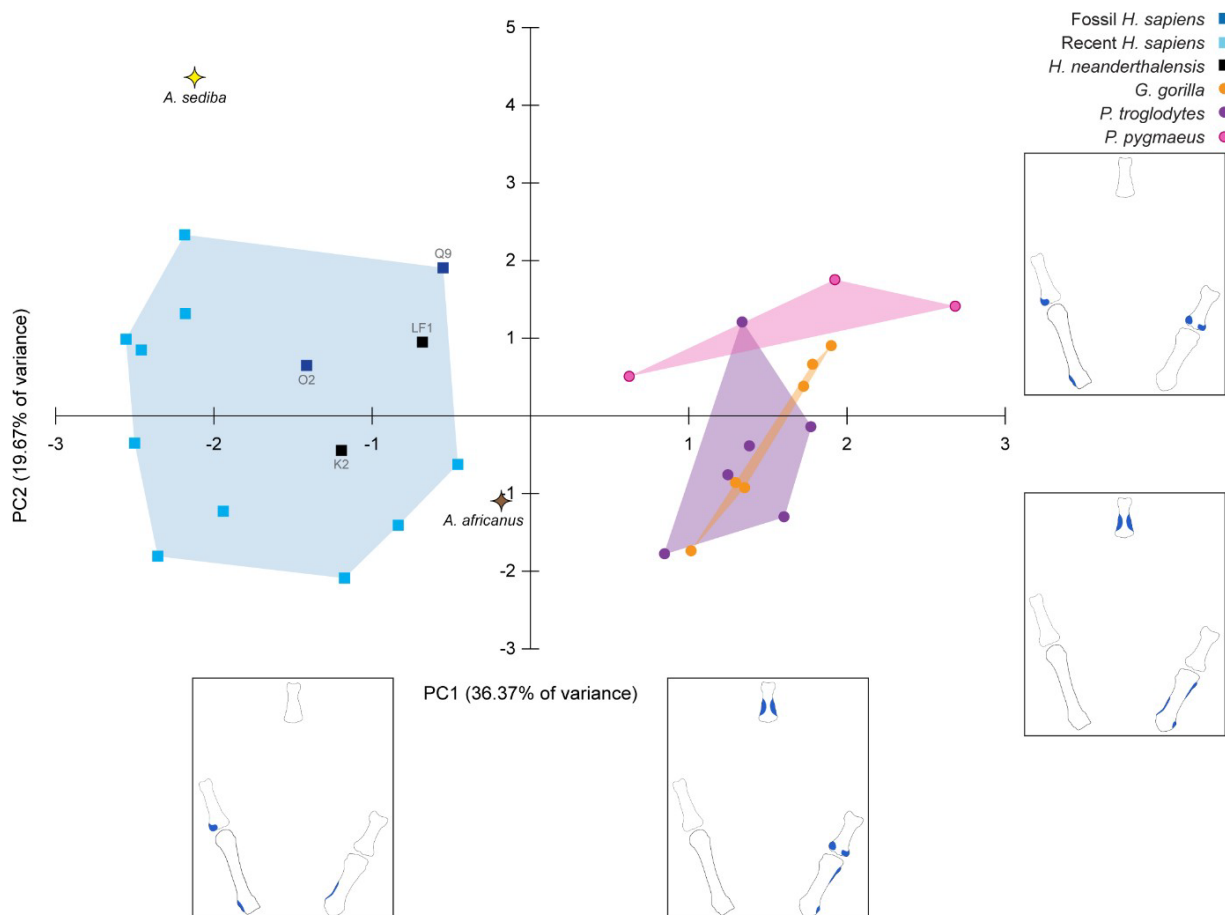 Fossil H. sapiens
Recent H. sapiens
H. neanderthalensis
G. gorilla
P. troglodytes
P. pygmaeus
5
4
3
2
1
-1
-2
-3
-3
-2
-1
1
2
3
A. sediba
Q9
LF1
O2
K2
A. africanus
PC2 (19.67% of variance)
PC1 (36.37% of variance)